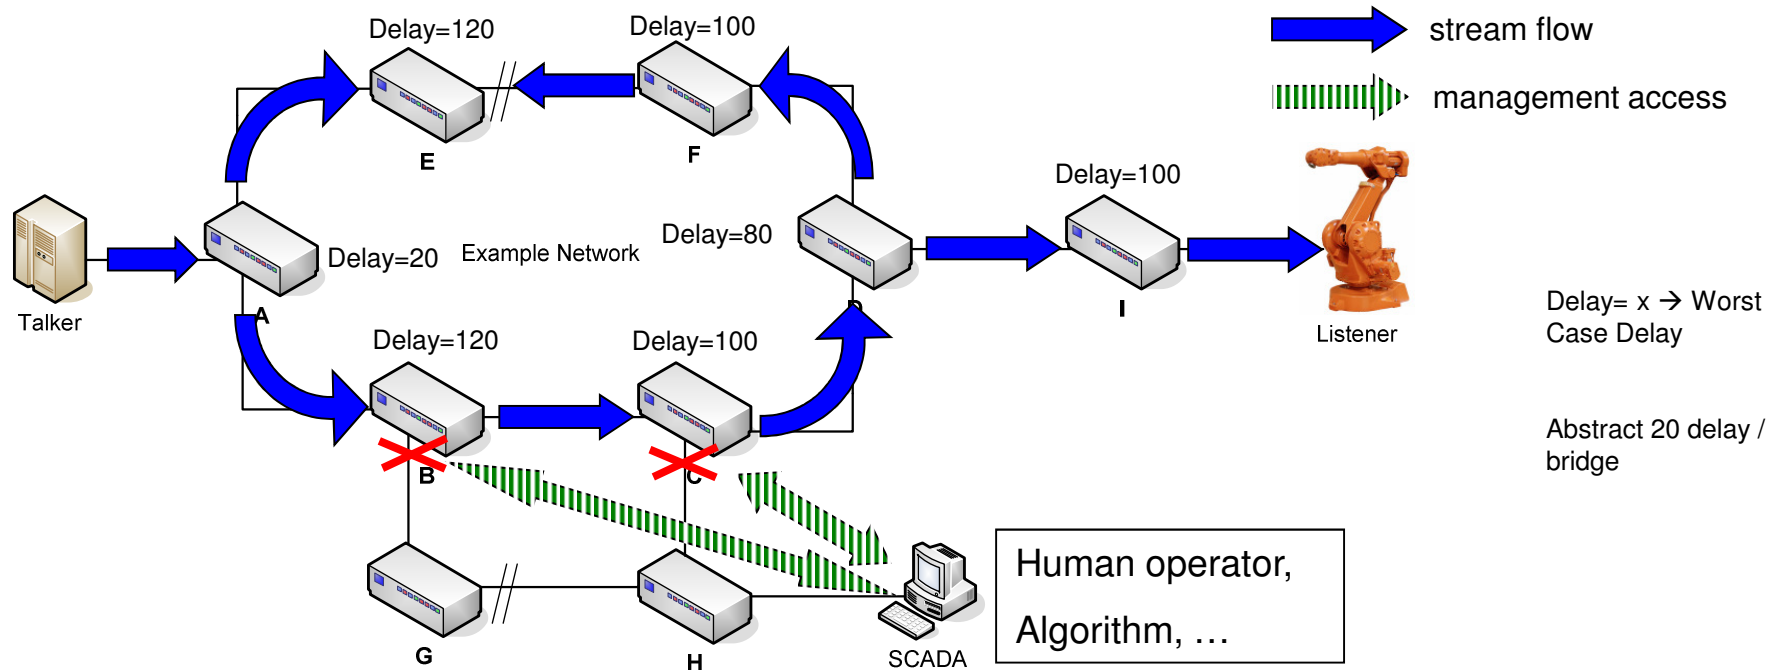 Delay=120
Delay=100
stream flow
management access
E
F
Delay=100
Delay=80
Delay=20
Example Network
A
D
I
Talker
Listener
Delay= x → Worst
Case Delay
Delay=120
Delay=100
Abstract 20 delay /
bridge
B
C
Human operator,
Algorithm, …
G
H
SCADA